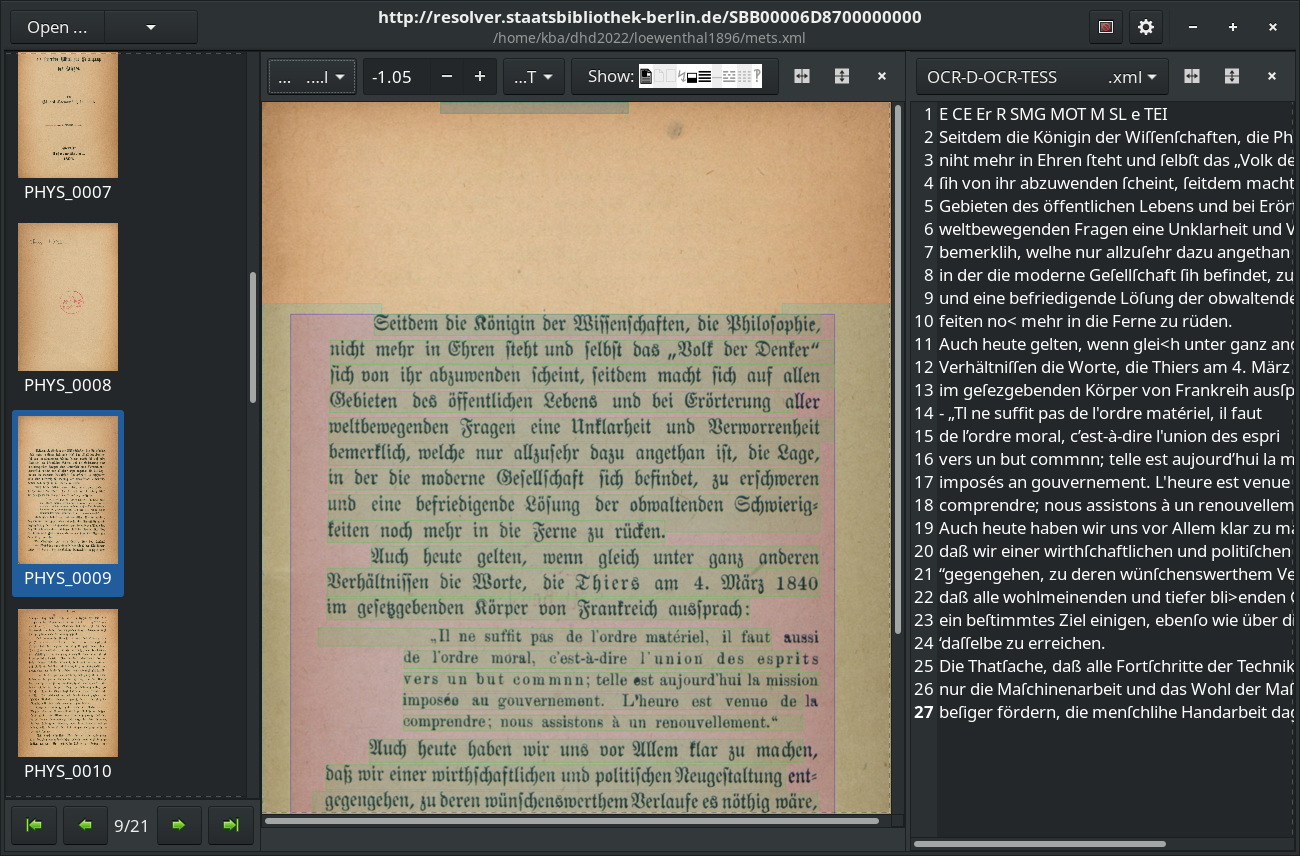 http://resolver.staatsbibliothek-berlin.de/SBB00006D8700000000
/home/kba/dhd2022/loewenthal1896/mets.xml
Open ...
PHYS_0007
PHYS_0008
PHYS_0009
PHYS_0010
9/21
... ....l
-1.05
...T
Show:
Seitdem die Königin der Wiſſenſchaften, die Philoſophie,
nicht mehr in Ehren ſteht und ſelbſt das „Volk der Denker“
ſich von ihr abzuwenden ſcheint, ſeitdem macht ſich auf allen
Gebieten des öffentlichen Lebens und bei Erörterung aller
weltbewegenden Fragen eine Unklarheit und Verworrenheit
bemerklich, welche nur allzuſehr dazu angethan iſt, die Lage,
in der die moderne Geſellſchaft ſich befindet, zu erſchweren
und eine befriedigende Löſung der obwaltenden Schwierig-
keiten noch mehr in die Ferne zu rücken.
Auch heute gelten, wenn gleich unter ganz anderen
Verhältniſſen die Worte, die Thiers am 4. März 1840
im geſetzgebenden Körper von Frankreich ausſprach:
„Il ne suffit pas de l'ordre matériel, il faut aussi
de l'ordre moral, c'est-à-dire l'union des esprits
vers un but commnn; telle est aujourd'hui la mission
imposée au gouvernement. L'heure est venue de la
comprendre; nous assistons à un renouvellement.“
Auch heute haben wir uns vor Allem klar zu machen,
daß wir einer wirthſchaftlichen und politiſchen Neugeſtaltung ent-
gegengehen, zu deren wünſchenswerthem Verlaufe es nöthig wäre,
OCR-D-OCR-TESS .xml
1 E CE Er R SMG MOT M SL e TEI
2 Seitdem die Königin der Wiſſenſchaften, die Ph
3 niht mehr in Ehren ſteht und ſelbſt das „Volk de
4 ſih von ihr abzuwenden ſcheint, ſeitdem macht
5 Gebieten des öffentlichen Lebens und bei Erör
6 weltbewegenden Fragen eine Unklarheit und V
7 bemerklih, welhe nur allzuſehr dazu angethan
8 in der die moderne Geſellſchaft ſih befindet, zu
9 und eine befriedigende Löſung der obwaltende
10 feiten no< mehr in die Ferne zu rüden.
11 Auch heute gelten, wenn glei<h unter ganz and
12 Verhältniſſen die Worte, die Thiers am 4. März
13 im geſezgebenden Körper von Frankreih ausſp
14 - „Tl ne suffit pas de l'ordre matériel, il faut
15 de l’ordre moral, c’est-à-dire l'union des espri
16 vers un but commnn; telle est aujourd’hui la m
17 imposés an gouvernement. L'heure est venue
18 comprendre; nous assistons à un renouvellem
19 Auch heute haben wir uns vor Allem klar zu ma
20 daß wir einer wirthſchaftlichen und politiſchen
21 “gegengehen, zu deren wünſchenswerthem Ve
22 daß alle wohlmeinenden und tiefer bli>enden
23 ein beſtimmtes Ziel einigen, ebenſo wie über di
24 ‘daſſelbe zu erreichen.
25 Die Thatſache, daß alle Fortſchritte der Technik
26 nur die Maſchinenarbeit und das Wohl der Maſ
27 beſiger fördern, die menſchlihe Handarbeit dag